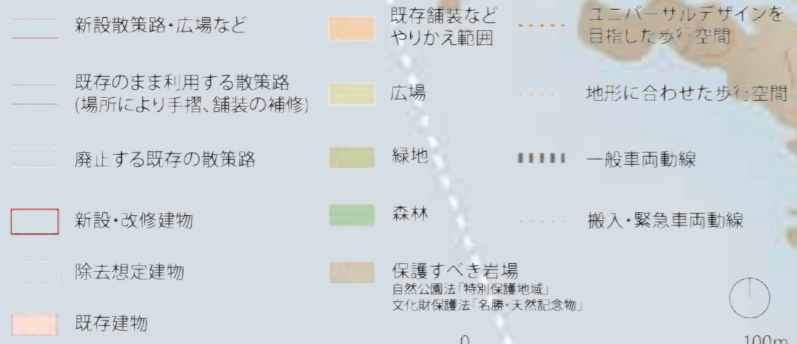 新設散策路・広場など
既存のまま利用する散策路
(場所により手摺、舗装の補修)
廃止する既存の散策路
新設・改修建物
除去想定建物
既存建物
既存舗装など
やりかえ範囲
広場
緑地
森林
保護すべき岩場
自然公園法「特別保護地域」
文化財保護法「名勝・天然記念物」
ユニバーサルデザインを
目指した歩行空間
地形に合わせた歩行空間
一般車両動線
搬入・緊急車両動線
0
100m